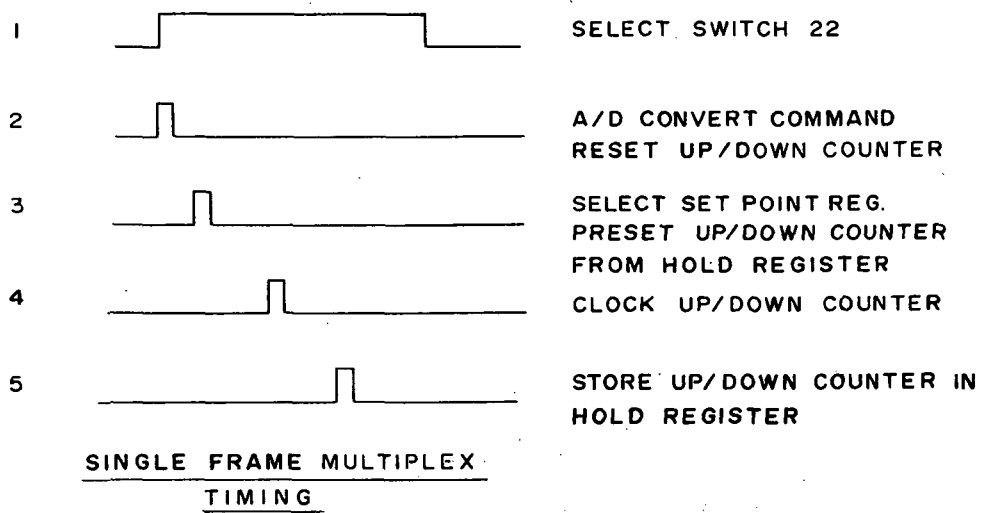 1 SELECT SWITCH 22
2 A/D CONVERT COMMAND
RESET UP/DOWN COUNTER
3 SELECT SET POINT REG.
PRESET UP/DOWN COUNTER
FROM HOLD REGISTER
4 CLOCK UP/DOWN COUNTER
5 STORE UP/DOWN COUNTER IN
HOLD REGISTER
SINGLE FRAME MULTIPLEX
TIMING